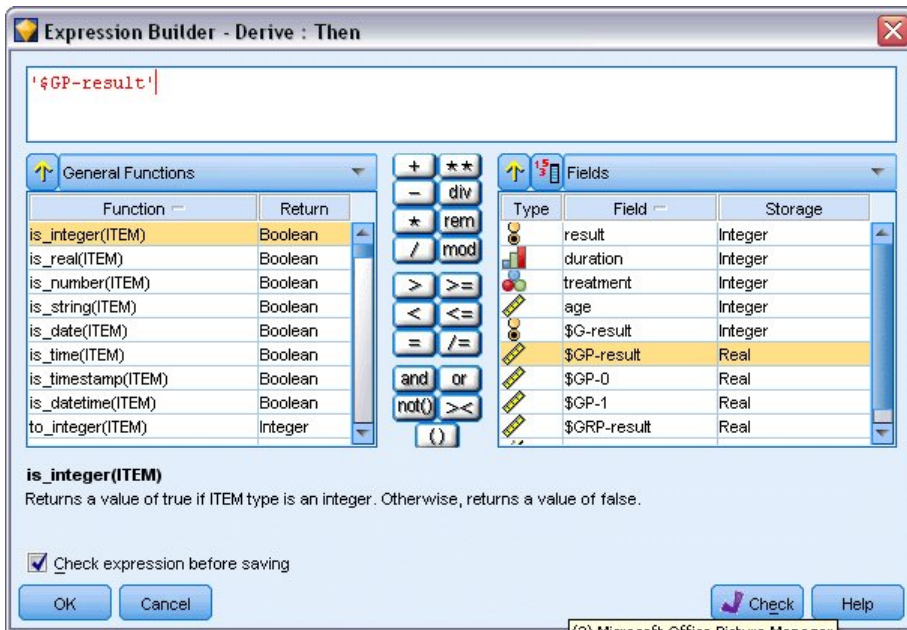 Expression Builder - Derive : Then
'$GP-result'
General Functions
Function Return
is_integer(ITEM) Boolean
is_real(ITEM) Boolean
is_number(ITEM) Boolean
is_string(ITEM) Boolean
is_date(ITEM) Boolean
is_time(ITEM) Boolean
is_timestamp(ITEM) Boolean
is_datetime(ITEM) Boolean
to_integer(ITEM) Integer
+ **
- div
* rem
/ mod
> >=
< <=
= /=
and or
not() ><
()
Fields
Type Field Storage
result Integer
duration Integer
treatment Integer
age Integer
$G-result Integer
$GP-result Real
$GP-0 Real
$GP-1 Real
$GRP-result Real
is_integer(ITEM)
Returns a value of true if ITEM type is an integer. Otherwise, returns a value of false.
Check expression before saving
OK Cancel Check Help
Microsoft Office Picture Manager